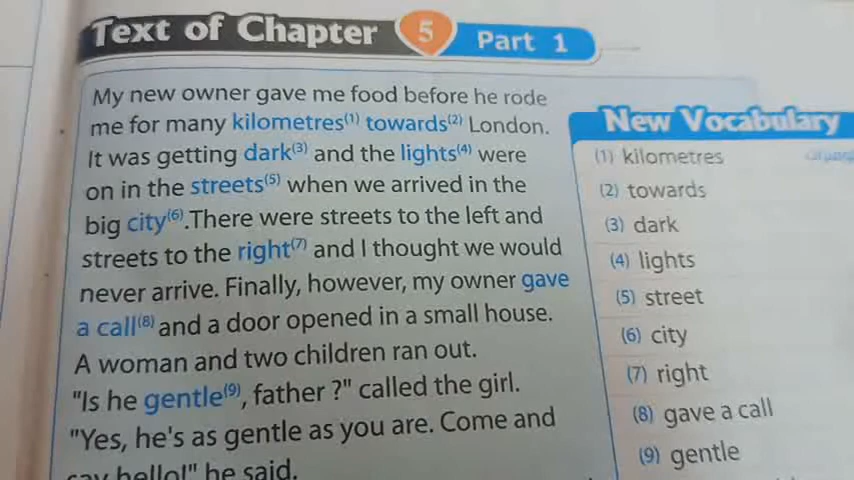 Text of Chapter 5 Part 1
My new owner gave me food before he rode
me for many kilometres(1) towards(2) London.
It was getting dark(3) and the lights(4) were
on in the streets(5) when we arrived in the
big city(6).There were streets to the left and
streets to the right(7) and I thought we would
never arrive. Finally, however, my owner gave
a call(8) and a door opened in a small house.
A woman and two children ran out.
"Is he gentle(9), father ?" called the girl.
"Yes, he's as gentle as you are. Come and
say hello!" he said.
New Vocabulary
(1) kilometres
(2) towards
(3) dark
(4) lights
(5) street
(6) city
(7) right
(8) gave a call
(9) gentle